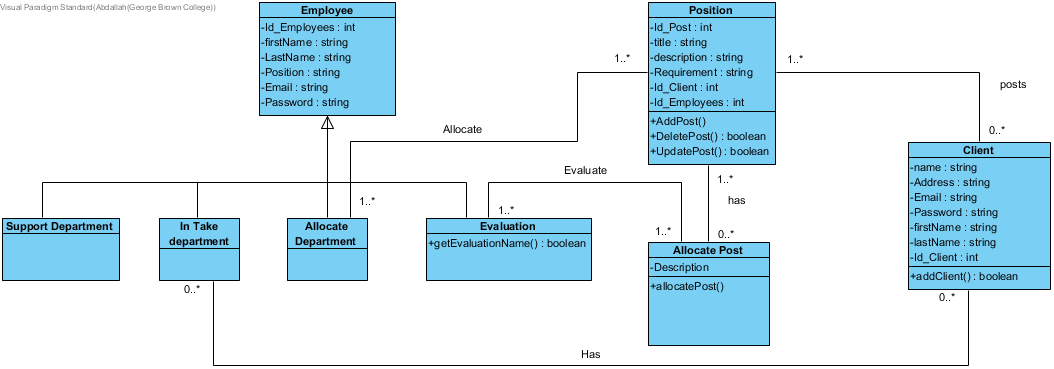 Visual Paradigm Standard(Abdallah(George Brown College))
Employee
-Id_Employees : int
-firstName : string
-LastName : string
-Position : string
-Email : string
-Password : string
Position
-Id_Post : int
-title : string
-description : string
-Requirement : string
-Id_Client : int
-Id_Employees : int
+AddPost()
+DeletePost() : boolean
+UpdatePost() : boolean
1..*
1..*
posts
0..*
Allocate
Client
-name : string
-Address : string
-Email : string
-Password : string
-firstName : string
-lastName : string
-Id_Client : int
+addClient() : boolean
Evaluate
1..*
has
1..*
1..*
1..*
0..*
Support Department
In Take
department
Allocate
Department
Evaluation
+getEvaluationName() : boolean
Allocate Post
-Description
+allocatePost()
0..*
0..*
Has